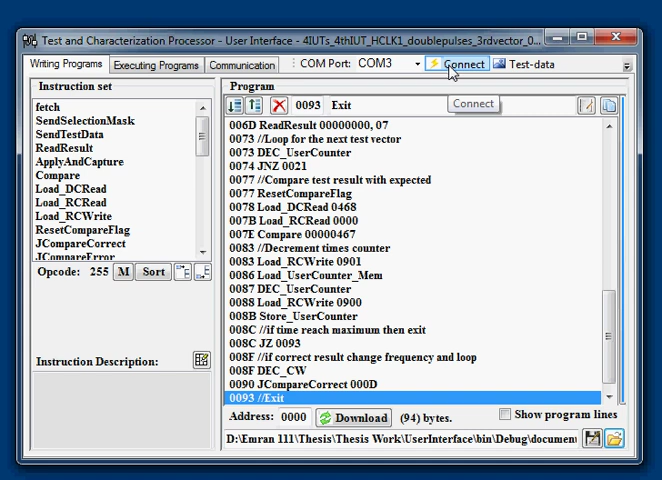 Test and Characterization Processor - User Interface - 4IUTs_4thIUT_HCLK1_doublepulses_3rdvector_0...
Writing Programs Executing Programs Communication COM Port: COM3 Connect Test-data
Instruction set
fetch
SendSelectionMask
SendTestData
ReadResult
ApplyAndCapture
Compare
Load_DCRead
Load_RCRead
Load_RCWrite
ResetCompareFlag
JCompareCorrect
JCompareError
Opcode: 255 M Sort
Instruction Description:
Program
0093 Exit
Connect
006D ReadResult 00000000, 07
0073 //Loop for the next test vector
0073 DEC_UserCounter
0074 JNZ 0021
0077 //Compare test result with expected
0077 ResetCompareFlag
0078 Load_DCRead 0468
007B Load_RCRead 0000
007E Compare 00000467
0083 //Decrement times counter
0083 Load_RCWrite 0901
0086 Load_UserCounter_Mem
0087 DEC_UserCounter
0088 Load_RCWrite 0900
008B Store_UserCounter
008C //if time reach maximum then exit
008C JZ 0093
008F //if correct result change frequency and loop
008F DEC_CW
0090 JCompareCorrect 000D
0093 //Exit
Address: 0000 Download (94) bytes. Show program lines
D:\Emran 111\Thesis\Thesis Work\UserInterface\bin\Debug\documen